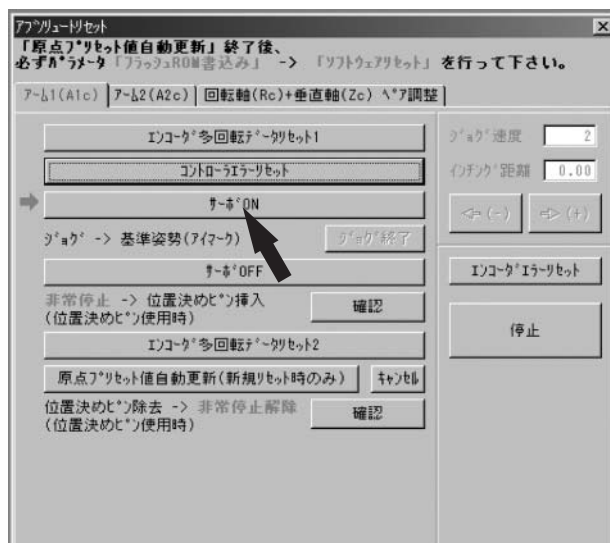 アブソリュートリセット
「原点プリセット値自動更新」終了後、
必ずパラメータ「フラッシュROM書込み」 -> 「ソフトウェアリセット」を行って下さい。
アーム1(A1c)
アーム2(A2c)
回転軸(Rc)+垂直軸(Zc) ペア調整
エンコーダ多回転データリセット1
コントローラエラーリセット
サーボON
ジョグ -> 基準姿勢(アイマーク)
ジョグ終了
サーボOFF
非常停止 -> 位置決めピン挿入
(位置決めピン使用時)
確認
エンコーダ多回転データリセット2
原点プリセット値自動更新(新規リセット時のみ)
キャンセル
位置決めピン除去 -> 非常停止解除
(位置決めピン使用時)
確認
ジョグ速度
2
インチング距離
0.00
(-)
(+)
エンコーダエラーリセット
停止